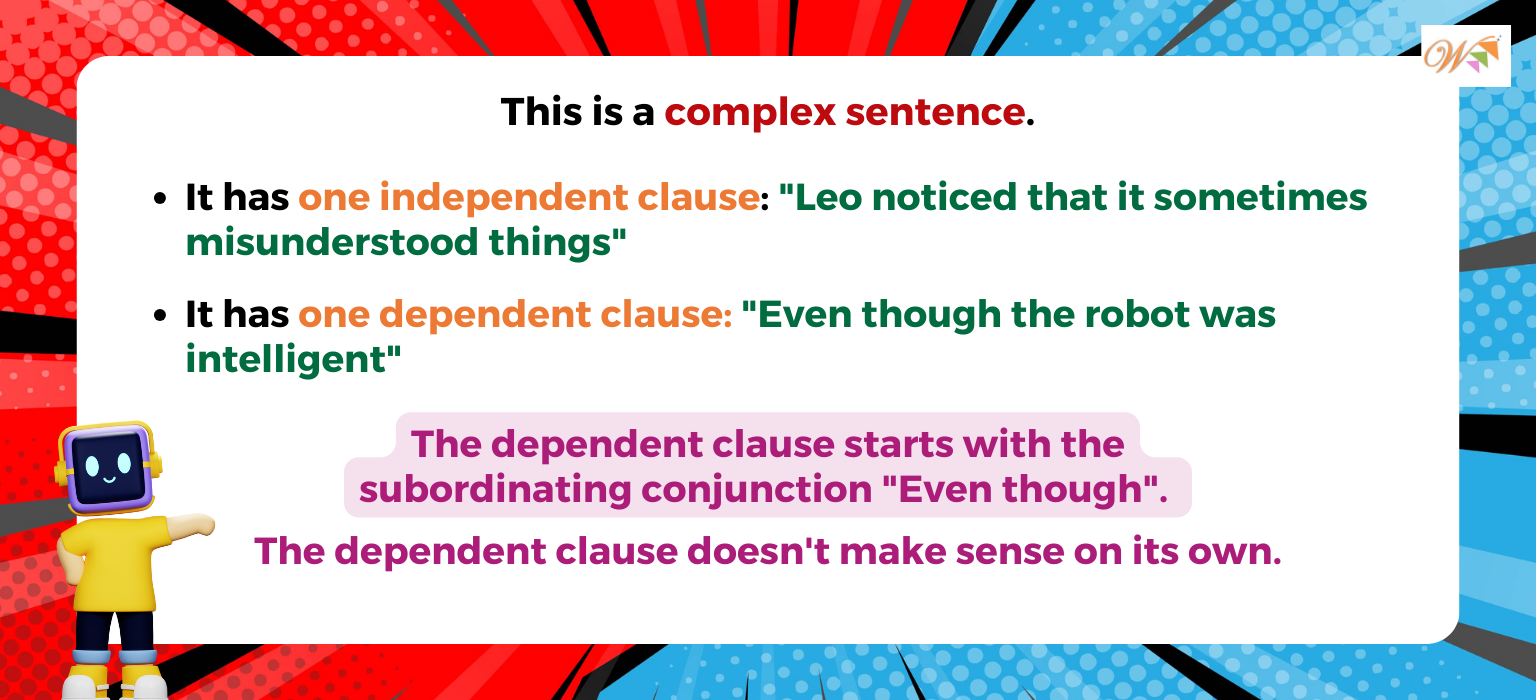 This is a complex sentence.
• It has one independent clause: "Leo noticed that it sometimes
misunderstood things"
• It has one dependent clause: "Even though the robot was
intelligent"
The dependent clause starts with the
subordinating conjunction "Even though".
The dependent clause doesn't make sense on its own.
W